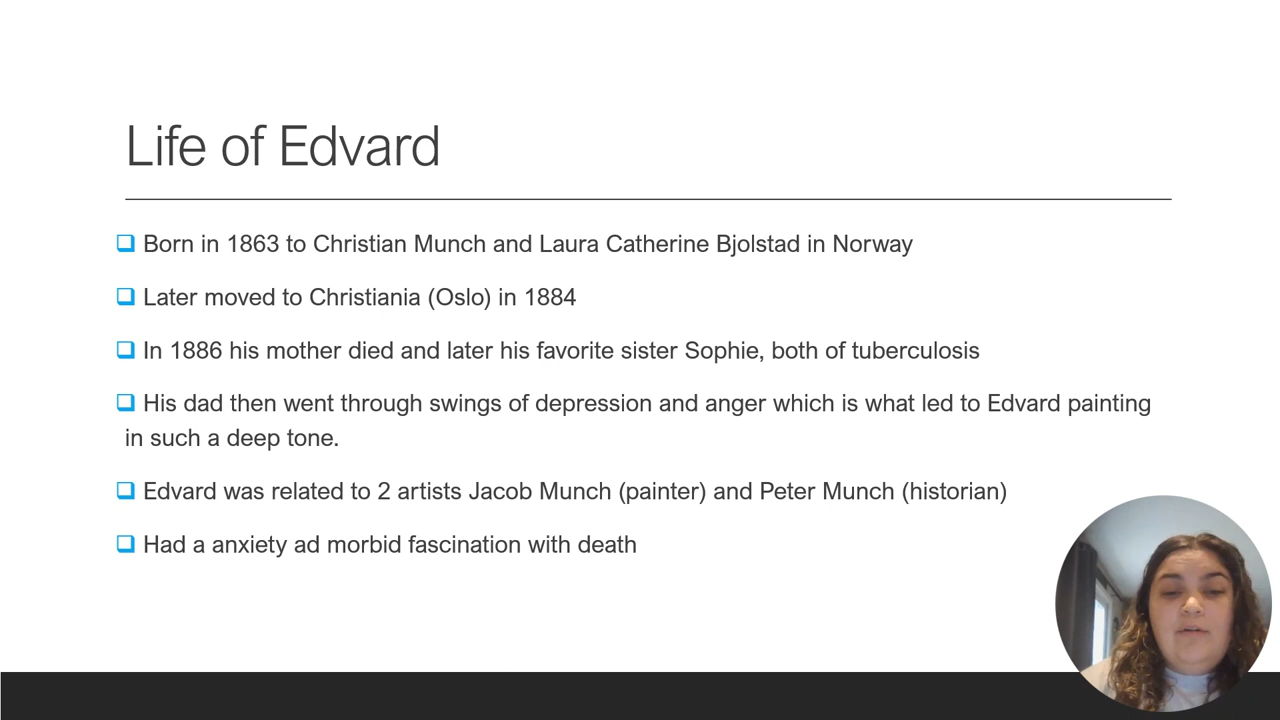 Life of Edvard
Born in 1863 to Christian Munch and Laura Catherine Bjolstad in Norway
Later moved to Christiania (Oslo) in 1884
In 1886 his mother died and later his favorite sister Sophie, both of tuberculosis
His dad then went through swings of depression and anger which is what led to Edvard painting
in such a deep tone.
Edvard was related to 2 artists Jacob Munch (painter) and Peter Munch (historian)
Had a anxiety ad morbid fascination with death